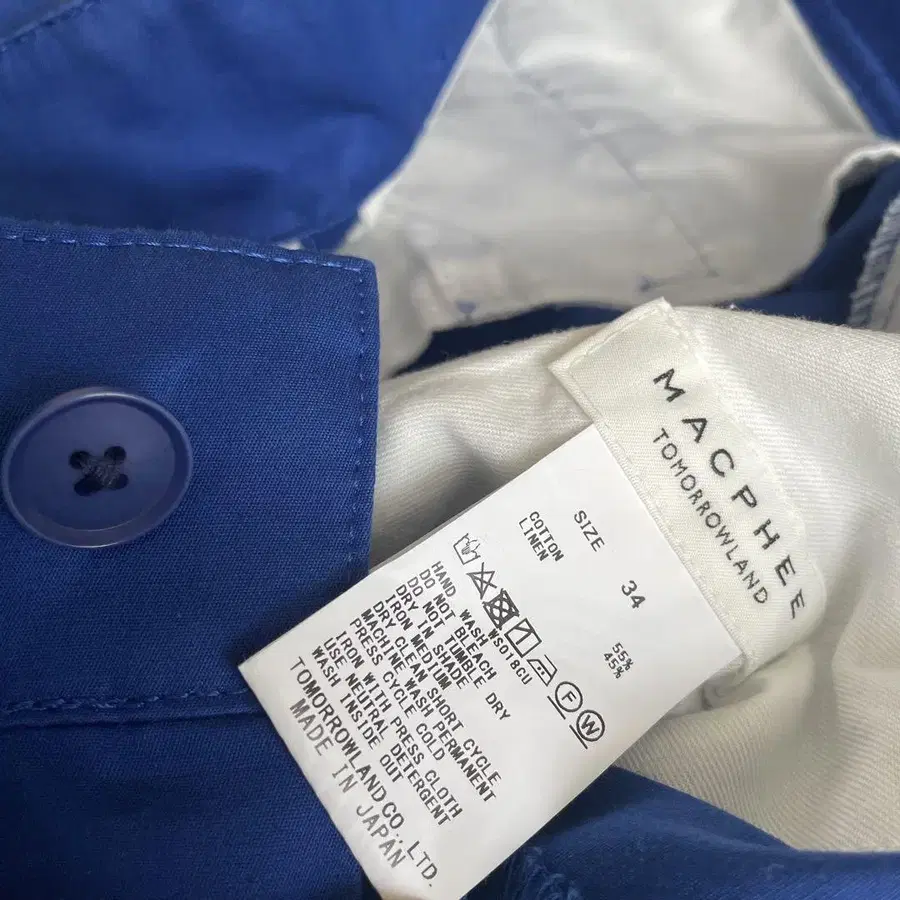 MACPHEE
TOMORROWLAND
SIZE 34
COTTON 55%
LINEN 45%
HAND WASH WS01BCU
DO NOT BLEACH
DO NOT TUMBLE DRY
DRY IN SHADE
IRON MEDIUM
DRY CLEAN SHORT CYCLE
MACHINE WASH PERMANENT
PRESS CYCLE COLD
IRON WITH PRESS CLOTH
USE NEUTRAL DETERGENT
WASH INSIDE OUT
TOMORROWLAND CO., LTD.
MADE IN JAPAN